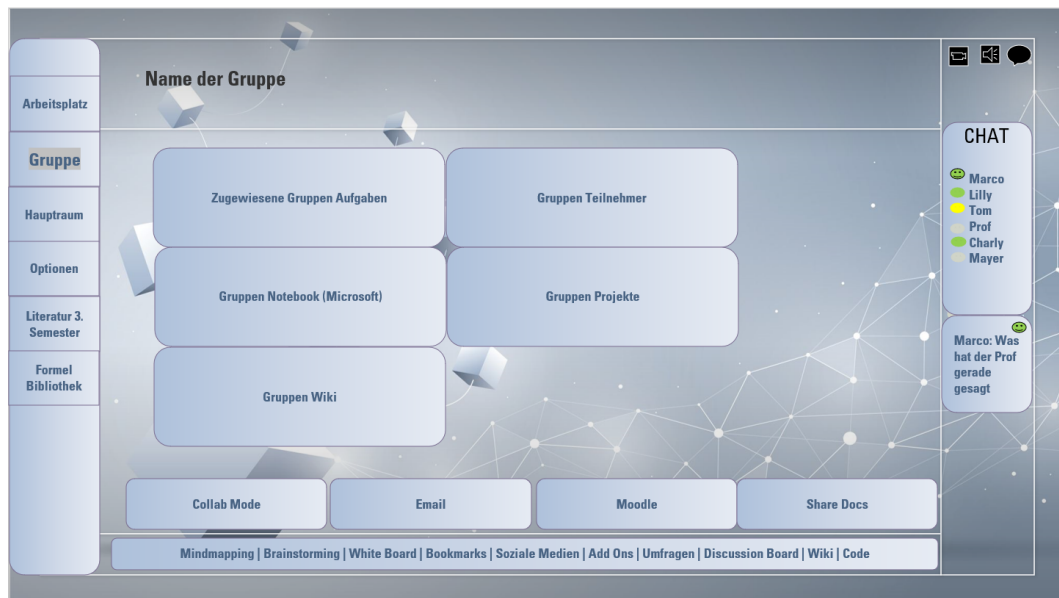 Name der Gruppe
Arbeitsplatz
Gruppe
Hauptraum
Optionen
Literatur 3.
Semester
Formel
Bibliothek
Zugewiesene Gruppen Aufgaben
Gruppen Teilnehmer
Gruppen Notebook (Microsoft)
Gruppen Projekte
Gruppen Wiki
Collab Mode
Email
Moodle
Share Docs
Mindmapping | Brainstorming | White Board | Bookmarks | Soziale Medien | Add Ons | Umfragen | Discussion Board | Wiki | Code
CHAT
Marco
Lilly
Tom
Prof
Charly
Mayer
Marco: Was
hat der Prof
gerade
gesagt